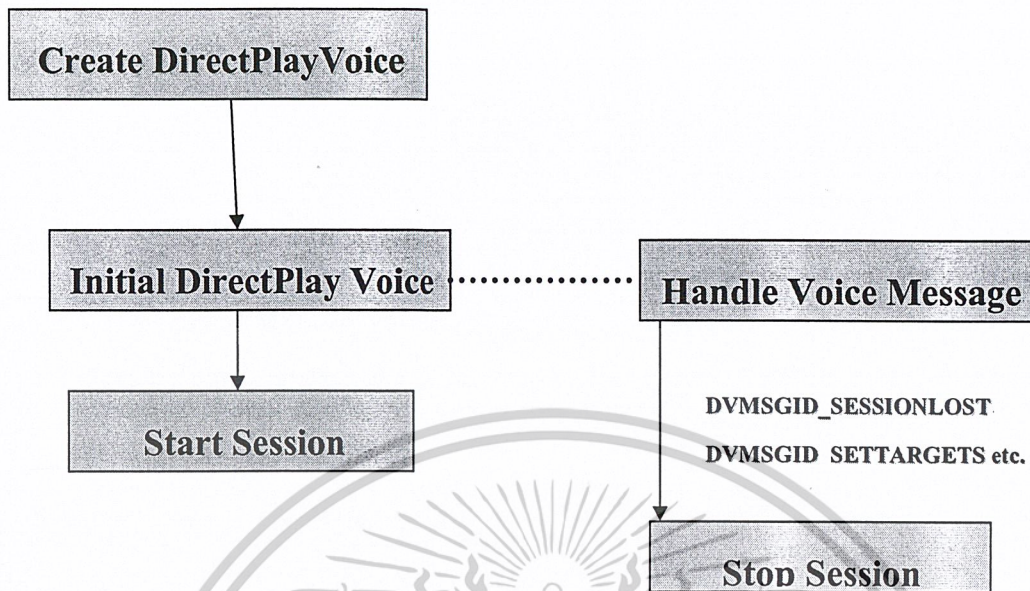 Create DirectPlayVoice
Initial DirectPlay Voice
Handle Voice Message
Start Session
DVMSGID_SESSIONLOST
DVMSGID SETTARGETS etc.
Stop Session